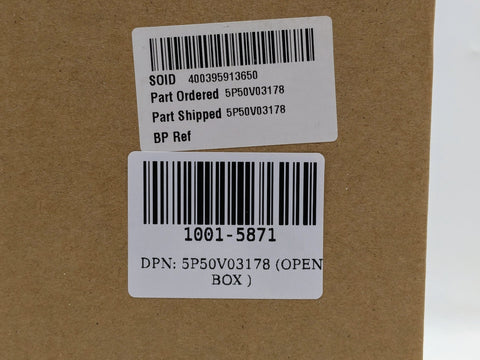 SOID 400395913650
Part Ordered 5P50V03178
Part Shipped 5P50V03178
BP Ref
1001-5871
DPN: 5P50V03178 (OPEN
BOX )